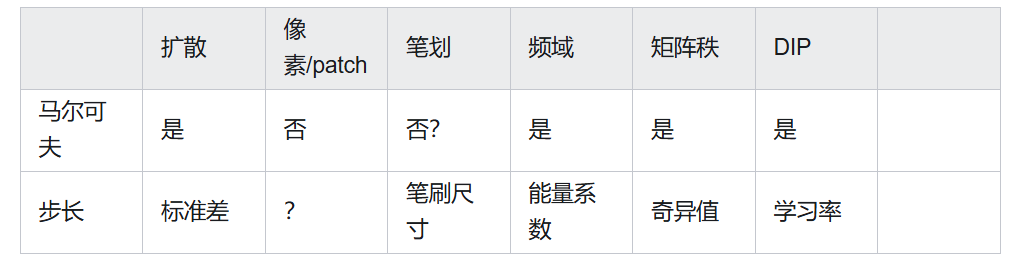 扩散
像
素/patch
笔划
频域
矩阵秩
DIP
马尔可
夫
是
否
否?
是
是
是
步长
标准差
?
笔刷尺
寸
能量系
数
奇异值
学习率